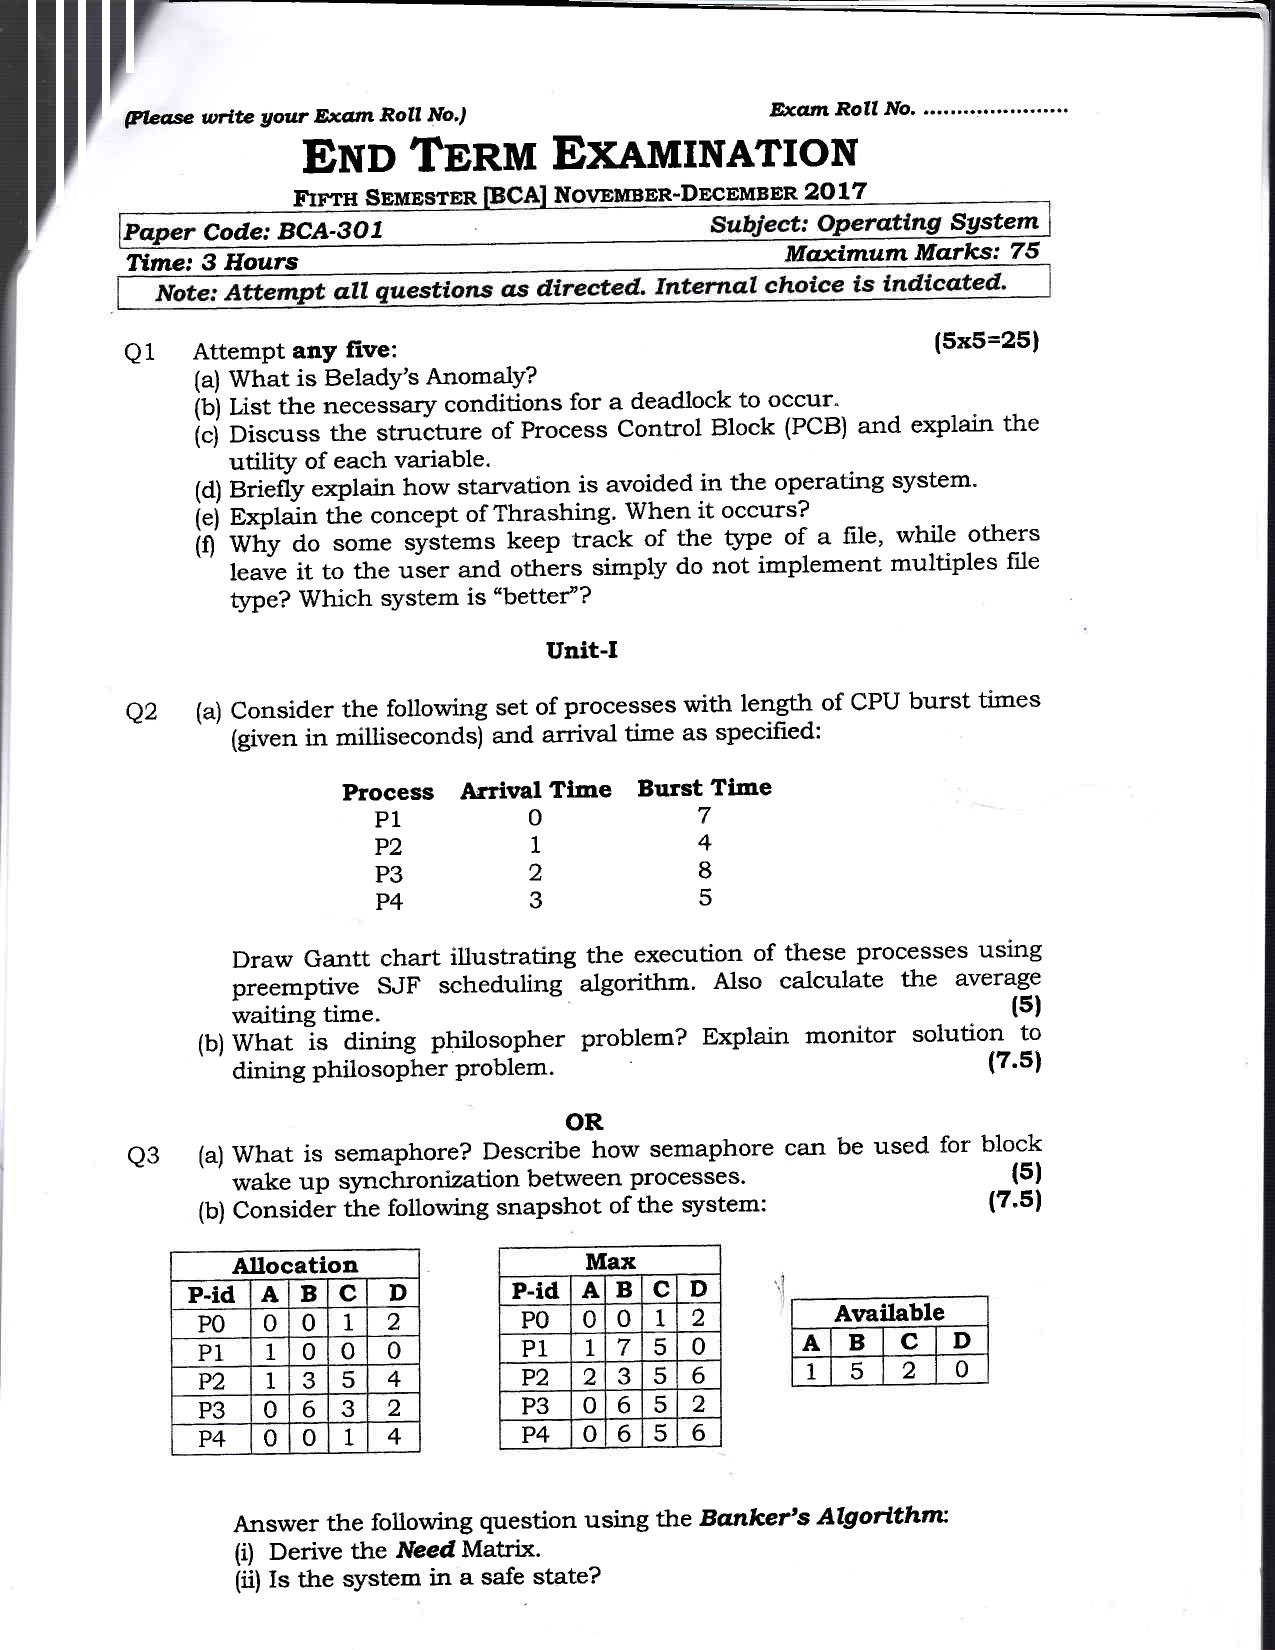 (Please write your Exam Roll No.) Exam Roll No. ......................
END TERM EXAMINATION
FIFTH SEMESTER [BCA] NOVEMBER-DECEMBER 2017
Paper Code: BCA-301 Subject: Operating System
Time: 3 Hours Maximum Marks: 75
Note: Attempt all questions as directed. Internal choice is indicated.
Q1 Attempt any five: (5x5=25)
(a) What is Belady's Anomaly?
(b) List the necessary conditions for a deadlock to occur.
(c) Discuss the structure of Process Control Block (PCB) and explain the
utility of each variable.
(d) Briefly explain how starvation is avoided in the operating system.
(e) Explain the concept of Thrashing. When it occurs?
(f) Why do some systems keep track of the type of a file, while others
leave it to the user and others simply do not implement multiples file
type? Which system is "better"?
Unit-I
Q2 (a) Consider the following set of processes with length of CPU burst times
(given in milliseconds) and arrival time as specified:
Process Arrival Time Burst Time
P1 0 7
P2 1 4
P3 2 8
P4 3 5
Draw Gantt chart illustrating the execution of these processes using
preemptive SJF scheduling algorithm. Also calculate the average
waiting time. (5)
(b) What is dining philosopher problem? Explain monitor solution to
dining philosopher problem. (7.5)
OR
Q3 (a) What is semaphore? Describe how semaphore can be used for block
wake up synchronization between processes. (5)
(b) Consider the following snapshot of the system: (7.5)
Allocation
P-id A B C D
P0 0 0 1 2
P1 1 0 0 0
P2 1 3 5 4
P3 0 6 3 2
P4 0 0 1 4
Max
P-id A B C D
P0 0 0 1 2
P1 1 7 5 0
P2 2 3 5 6
P3 0 6 5 2
P4 0 6 5 6
Available
A B C D
1 5 2 0
Answer the following question using the Banker's Algorithm:
(i) Derive the Need Matrix.
(ii) Is the system in a safe state?